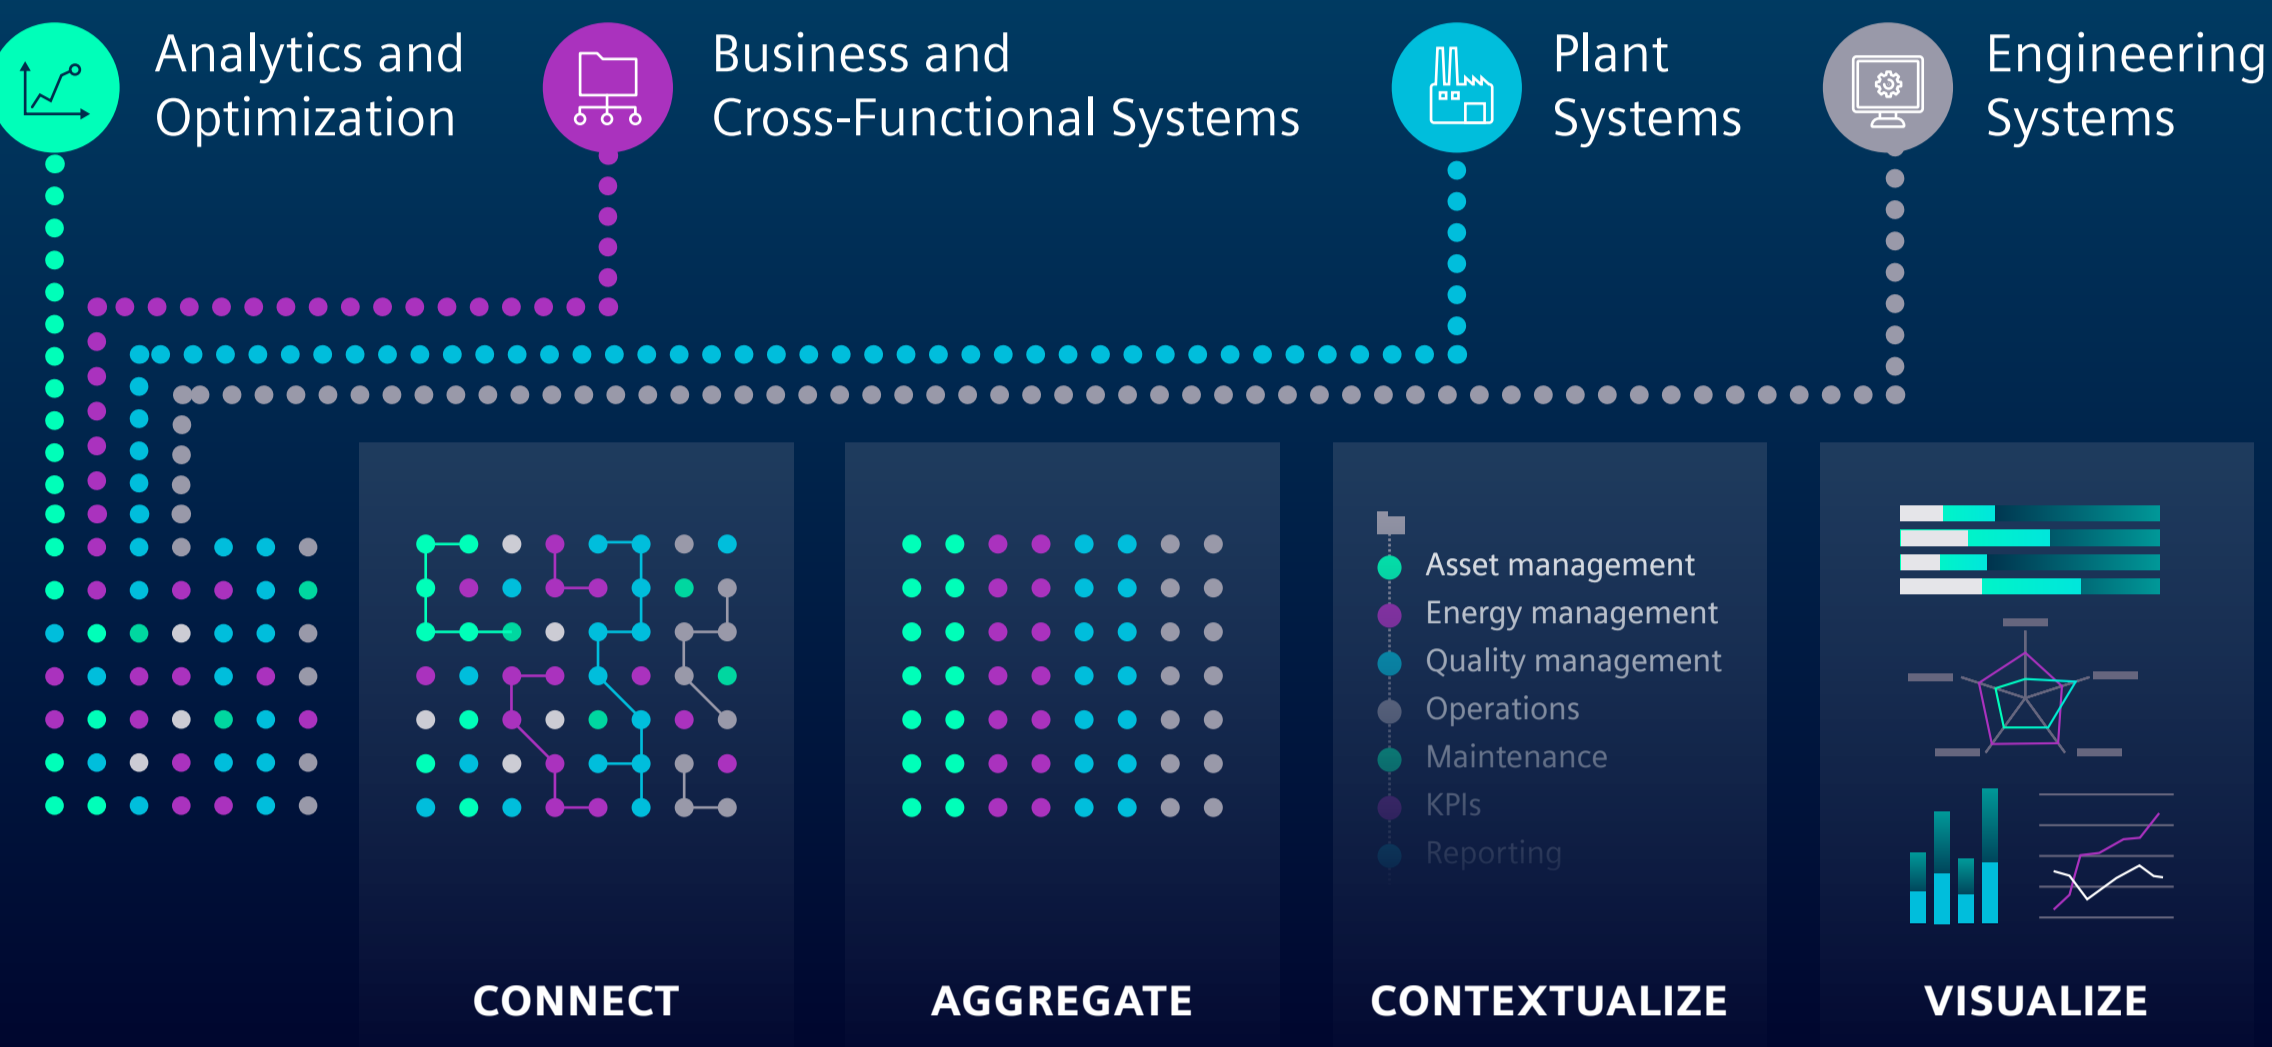 Analytics and
Optimization
Business and
Cross-Functional Systems
Plant
Systems
Engineering
Systems
Asset management
Energy management
Quality management
Operations
Maintenance
KPIs
Reporting
CONNECT
AGGREGATE
CONTEXTUALIZE
VISUALIZE